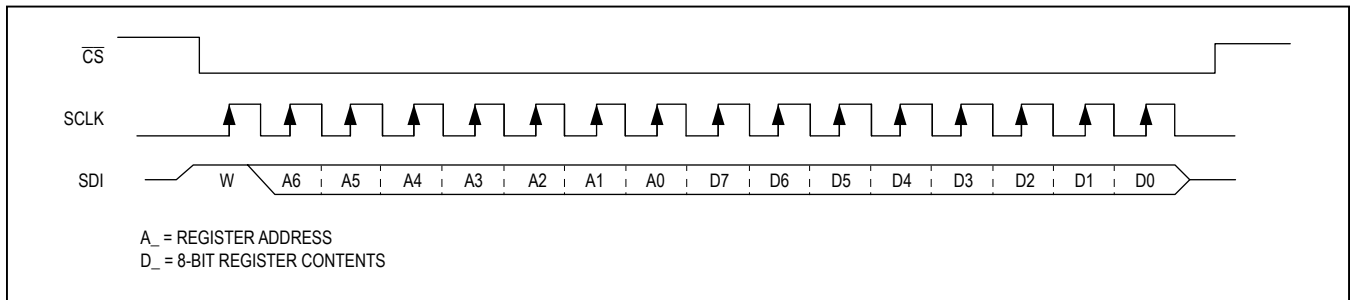 C̅S̅
SCLK
SDI W A6 A5 A4 A3 A2 A1 A0 D7 D6 D5 D4 D3 D2 D1 D0
A_ = REGISTER ADDRESS
D_ = 8-BIT REGISTER CONTENTS